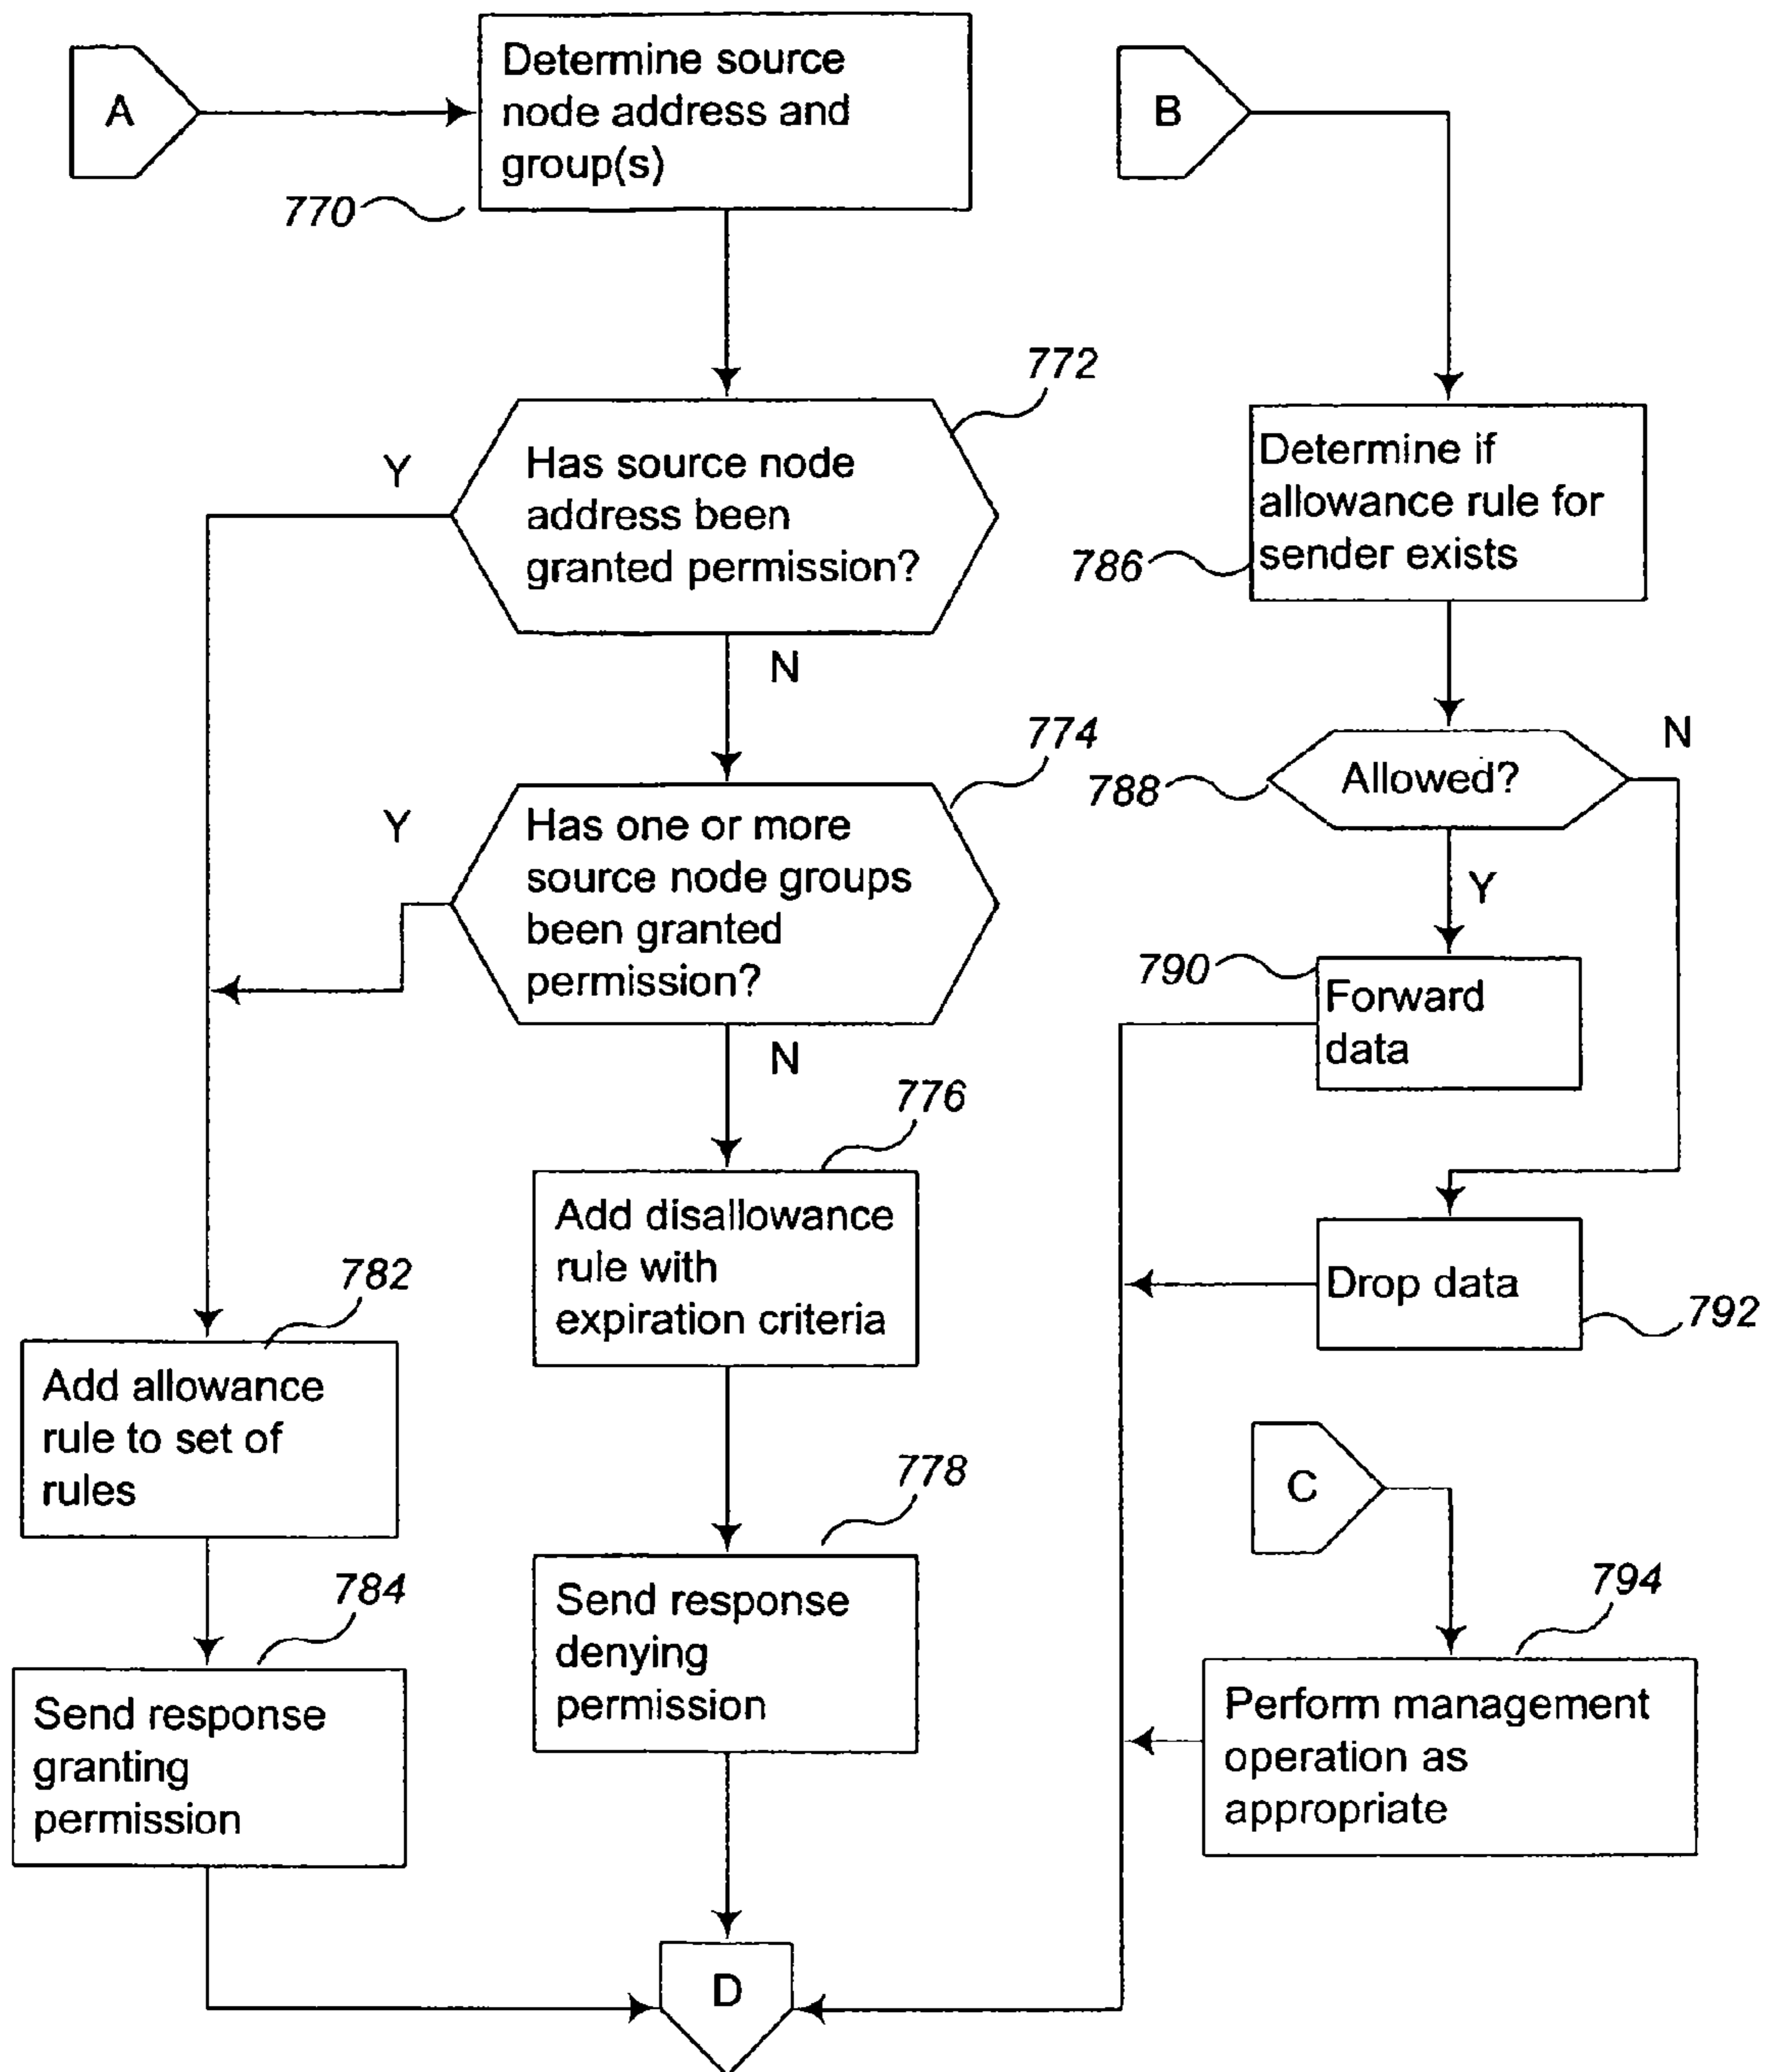 A
Determine source
node address and
group(s)
770
772
Y
Has source node
address been
granted permission?
N
774
Y
Has one or more
source node groups
been granted
permission?
N
776
Add disallowance
rule with
expiration criteria
782
Add allowance
rule to set of
rules
778
Send response
denying
permission
784
Send response
granting
permission
B
Determine if
allowance rule for
sender exists
786
N
788
Allowed?
Y
790
Forward
data
Drop data
792
C
794
Perform management
operation as
appropriate
D